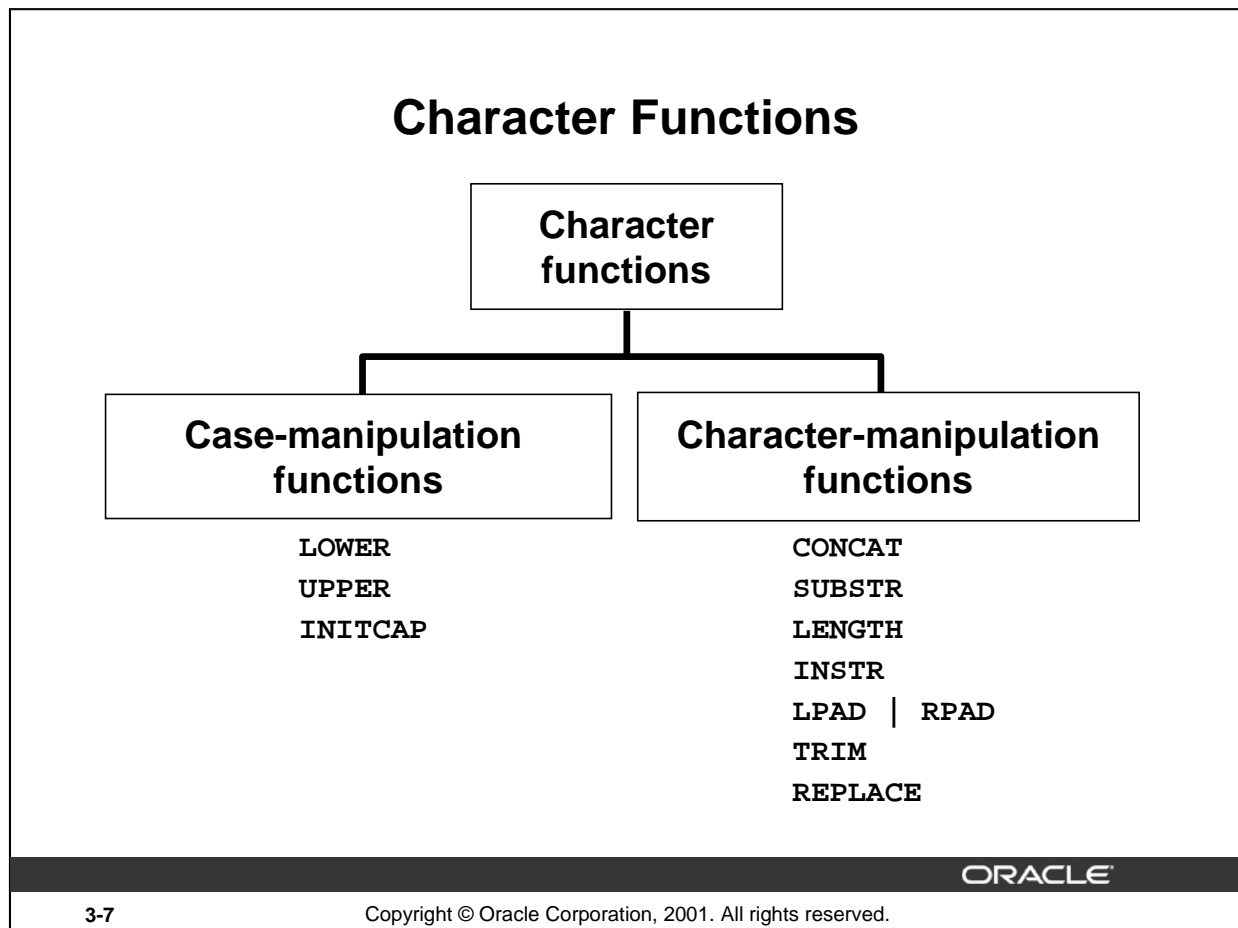 Character Functions
Character
functions
Case-manipulation
functions
LOWER
UPPER
INITCAP
Character-manipulation
functions
CONCAT
SUBSTR
LENGTH
INSTR
LPAD | RPAD
TRIM
REPLACE
ORACLE®
3-7
Copyright © Oracle Corporation, 2001. All rights reserved.